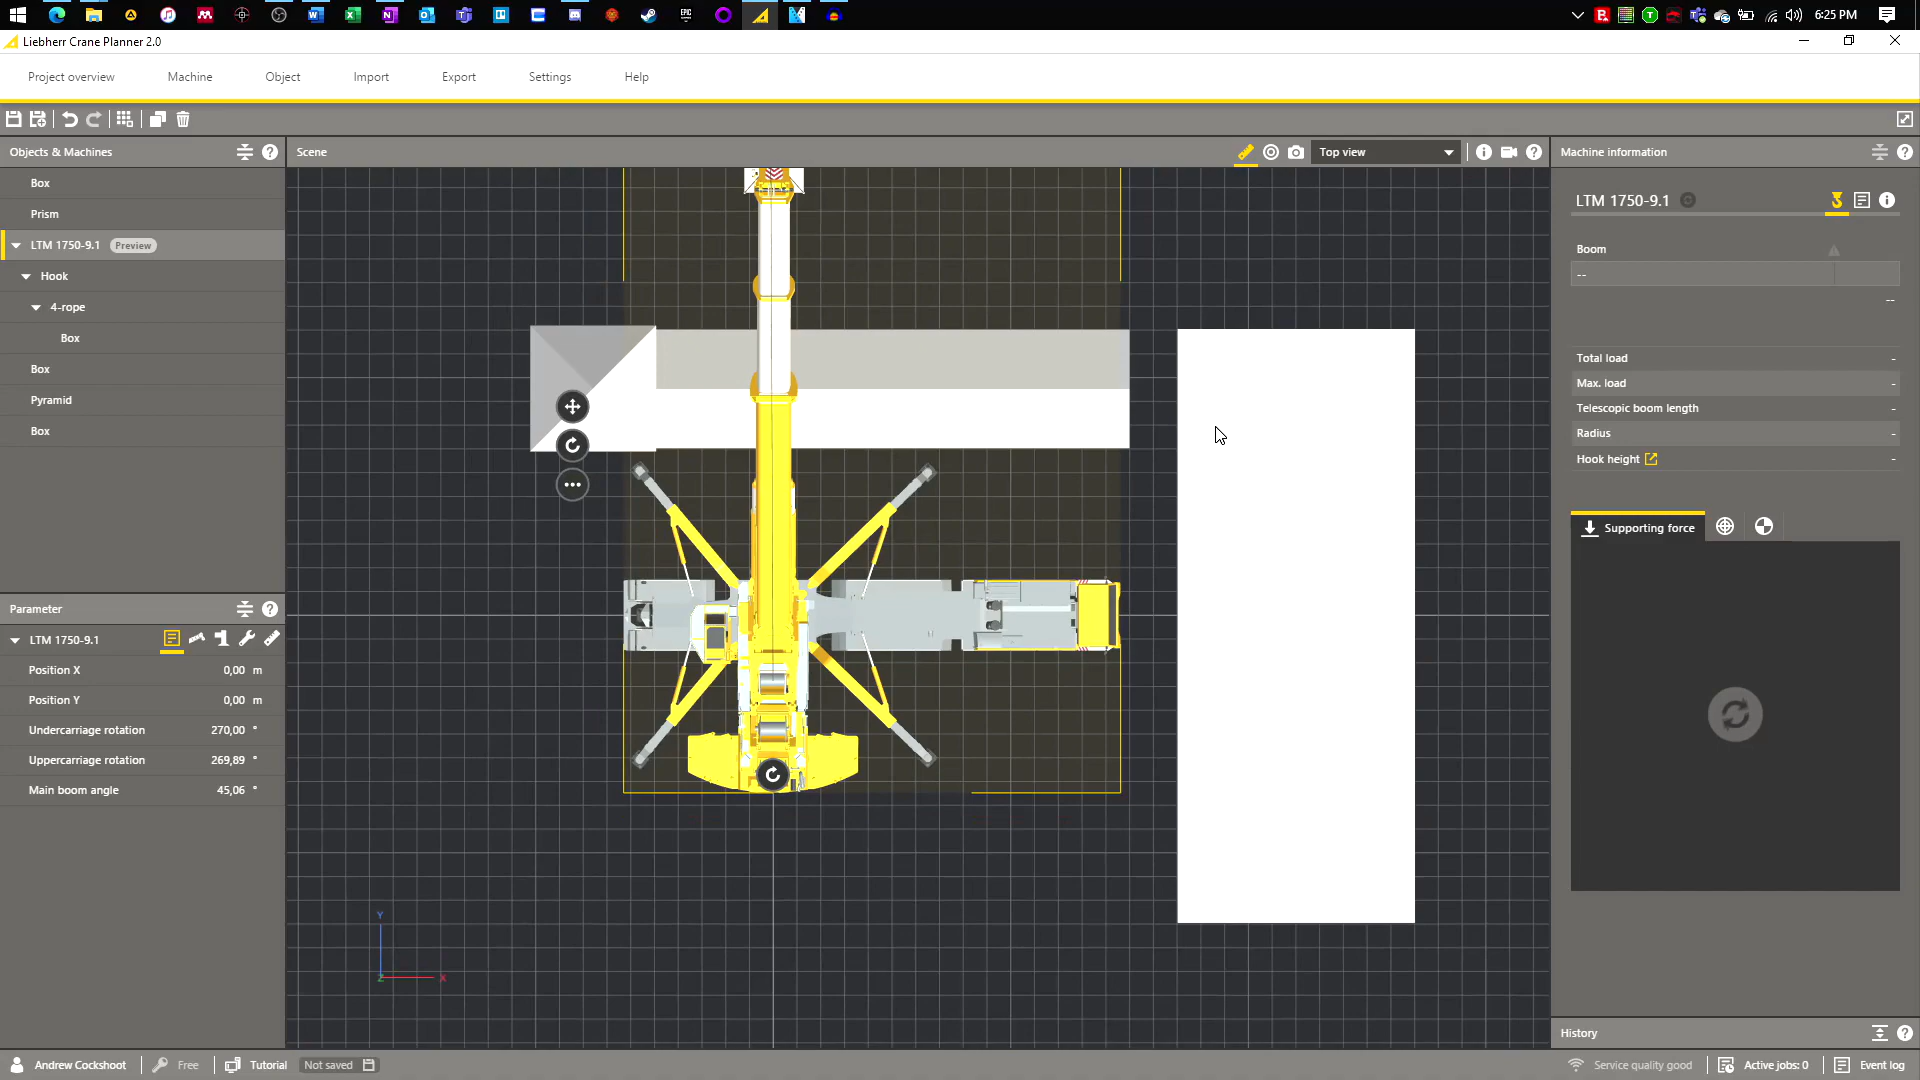 6:25 PM
Liebherr Crane Planner 2.0
Project overview
Machine
Object
Import
Export
Settings
Help
Objects & Machines
Box
Prism
LTM 1750-9.1 Preview
Hook
4-rope
Box
Box
Pyramid
Box
Parameter
LTM 1750-9.1
Position X 0,00 m
Position Y 0,00 m
Undercarriage rotation 270,00 °
Uppercarriage rotation 269,89 °
Main boom angle 45,06 °
Scene
Top view
Y
Z
X
Machine information
LTM 1750-9.1
Boom
--
--
Total load -
Max. load -
Telescopic boom length -
Radius -
Hook height -
Supporting force
History
Andrew Cockshoot
Free
Tutorial
Not saved
Service quality good
Active jobs: 0
Event log